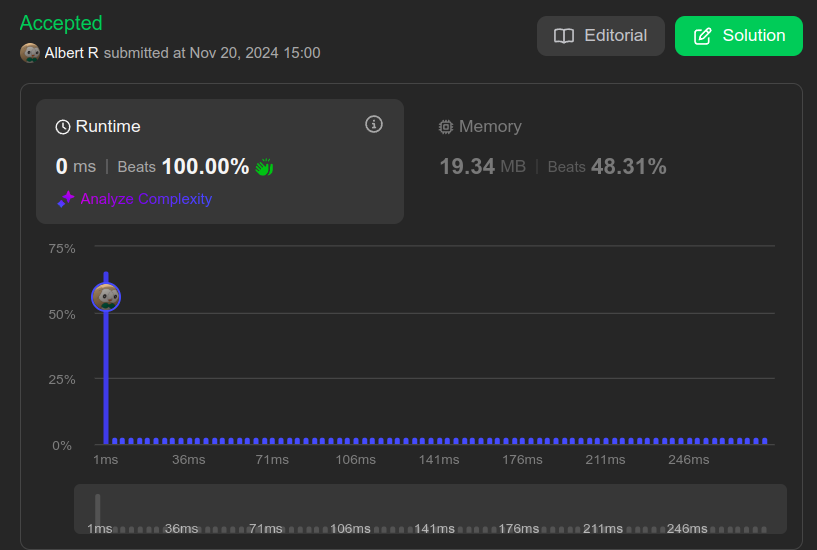 Accepted
Editorial
Solution
Albert R submitted at Nov 20, 2024 15:00
Runtime
Memory
0 ms | Beats 100.00%
19.34 MB | Beats 48.31%
Analyze Complexity
75%
50%
25%
0%
1ms 36ms 71ms 106ms 141ms 176ms 211ms 246ms
1ms 36ms 71ms 106ms 141ms 176ms 211ms 246ms